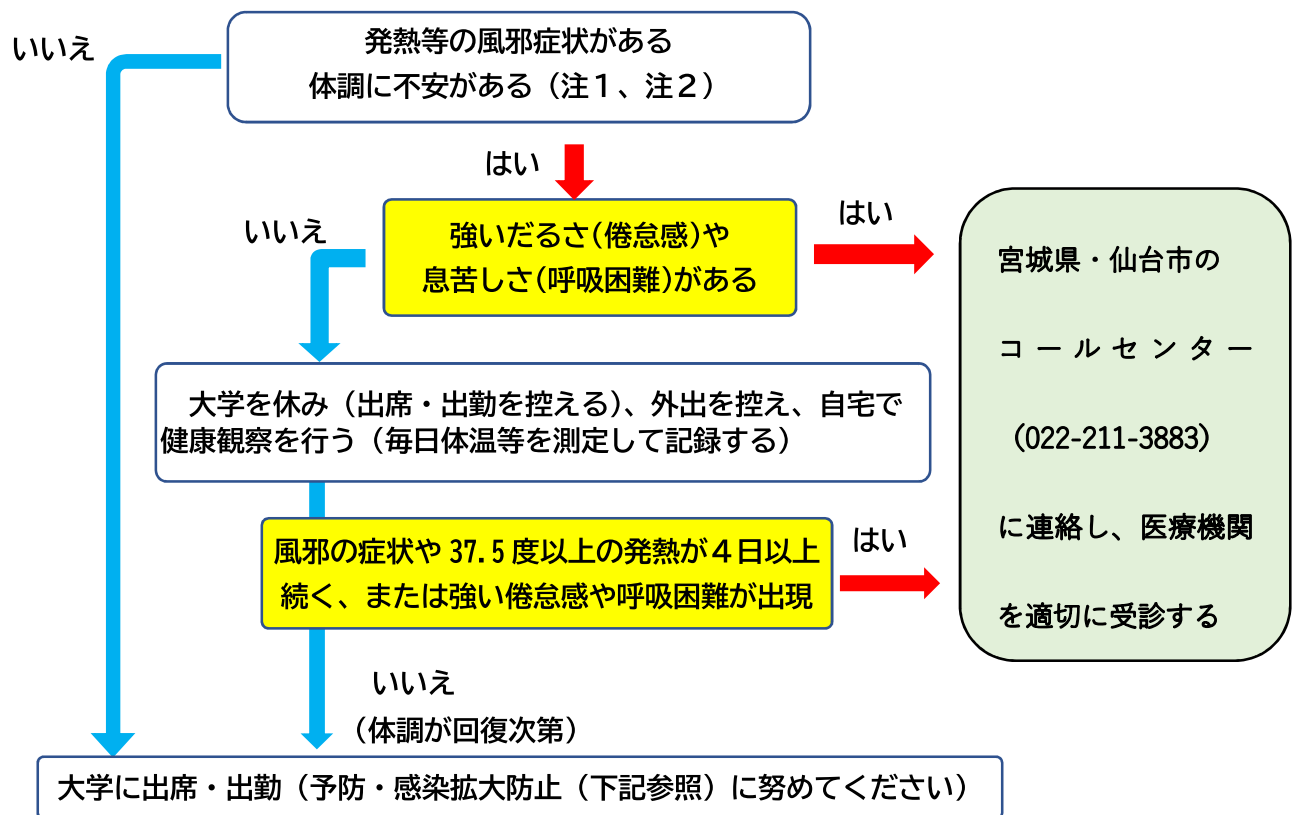 いいえ
発熱等の風邪症状がある
体調に不安がある（注１、注２）
はい
いいえ
強いだるさ(倦怠感)や
息苦しさ(呼吸困難)がある
はい
宮城県・仙台市の
コールセンター
（022-211-3883）
に連絡し、医療機関
を適切に受診する
大学を休み（出席・出勤を控える）、外出を控え、自宅で
健康観察を行う（毎日体温等を測定して記録する）
風邪の症状や 37.5 度以上の発熱が４日以上
続く、または強い倦怠感や呼吸困難が出現
はい
いいえ
（体調が回復次第）
大学に出席・出勤（予防・感染拡大防止（下記参照）に努めてください）